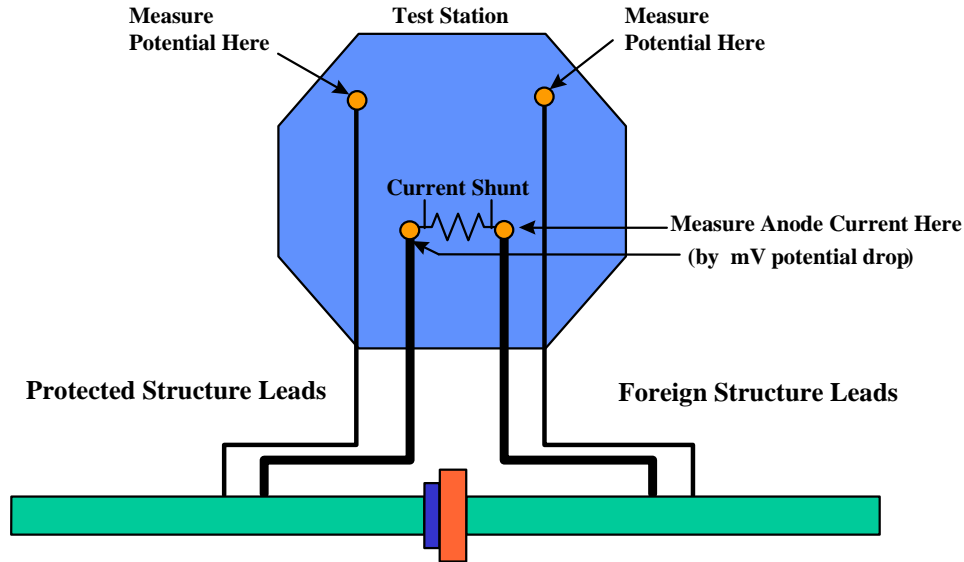 Measure
Potential Here
Test Station
Measure
Potential Here
Current Shunt
Measure Anode Current Here
(by mV potential drop)
Protected Structure Leads
Foreign Structure Leads